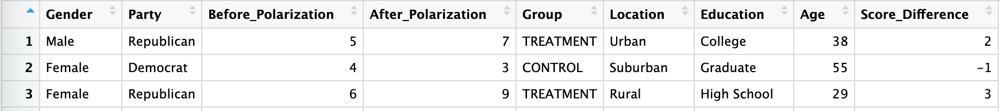 Gender Party Before_Polarization After_Polarization Group Location Education Age Score_Difference
1 Male Republican 5 7 TREATMENT Urban College 38 2
2 Female Democrat 4 3 CONTROL Suburban Graduate 55 -1
3 Female Republican 6 9 TREATMENT Rural High School 29 3